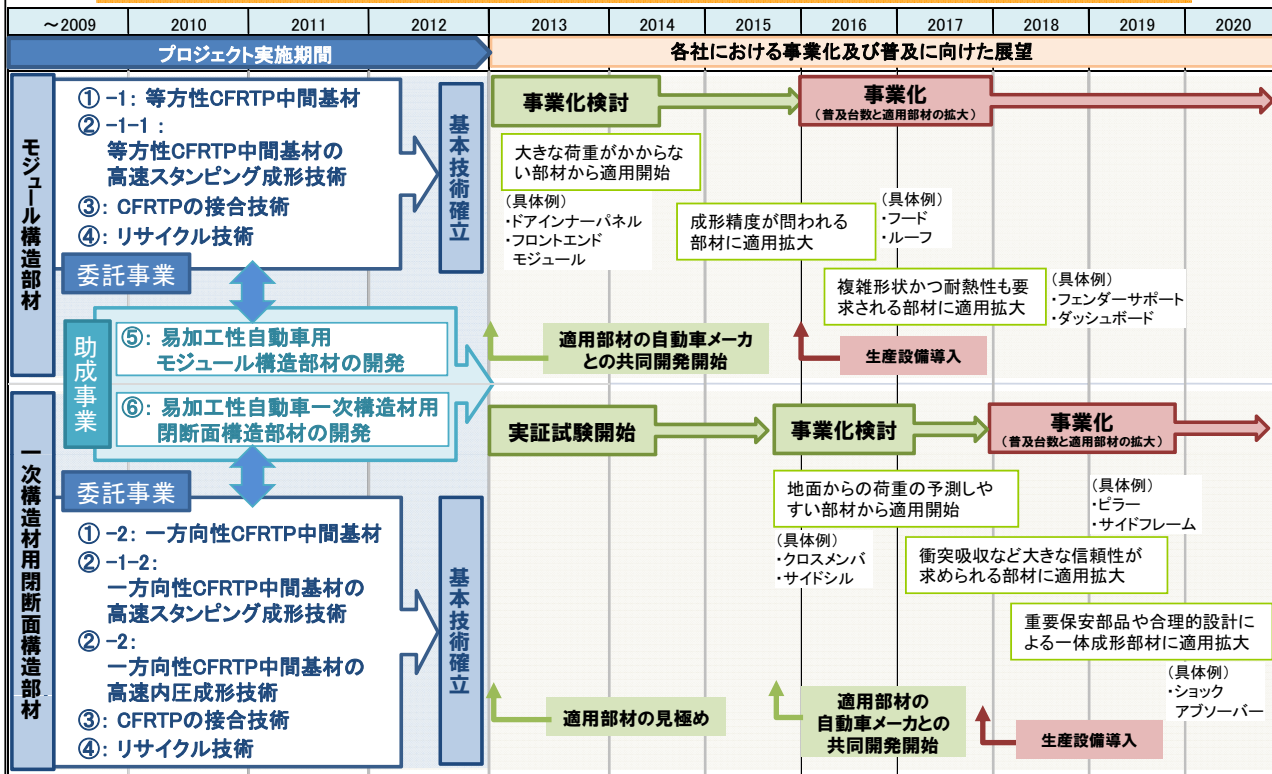 ～2009 2010 2011 2012 2013 2014 2015 2016 2017 2018 2019 2020
プロジェクト実施期間
各社における事業化及び普及に向けた展望
モジュール構造部材
①-1: 等方性CFRTP中間基材
②-1-1：
等方性CFRTP中間基材の
高速スタンピング成形技術
③: CFRTPの接合技術
④: リサイクル技術
委託事業
基本技術確立
事業化検討
事業化
(普及台数と適用部材の拡大)
大きな荷重がかからな
い部材から適用開始
(具体例)
・ドアインナーパネル
・フロントエンド
モジュール
成形精度が問われる
部材に適用拡大
(具体例)
・フード
・ルーフ
複雑形状かつ耐熱性も要
求される部材に適用拡大
(具体例)
・フェンダーサポート
・ダッシュボード
適用部材の自動車メーカ
との共同開発開始
生産設備導入
助成事業
⑤: 易加工性自動車用
モジュール構造部材の開発
⑥: 易加工性自動車一次構造材用
閉断面構造部材の開発
一次構造材用閉断面構造部材
委託事業
①-2: 一方向性CFRTP中間基材
②-1-2:
一方向性CFRTP中間基材の
高速スタンピング成形技術
②-2:
一方向性CFRTP中間基材の
高速内圧成形技術
③: CFRTPの接合技術
④: リサイクル技術
基本技術確立
実証試験開始
事業化検討
事業化
(普及台数と適用部材の拡大)
地面からの荷重の予測しや
すい部材から適用開始
(具体例)
・クロスメンバ
・サイドシル
(具体例)
・ピラー
・サイドフレーム
衝突吸収など大きな信頼性が
求められる部材に適用拡大
重要保安部品や合理的設計に
よる一体成形部材に適用拡大
(具体例)
・ショック
アブソーバー
適用部材の見極め
適用部材の
自動車メーカとの
共同開発開始
生産設備導入